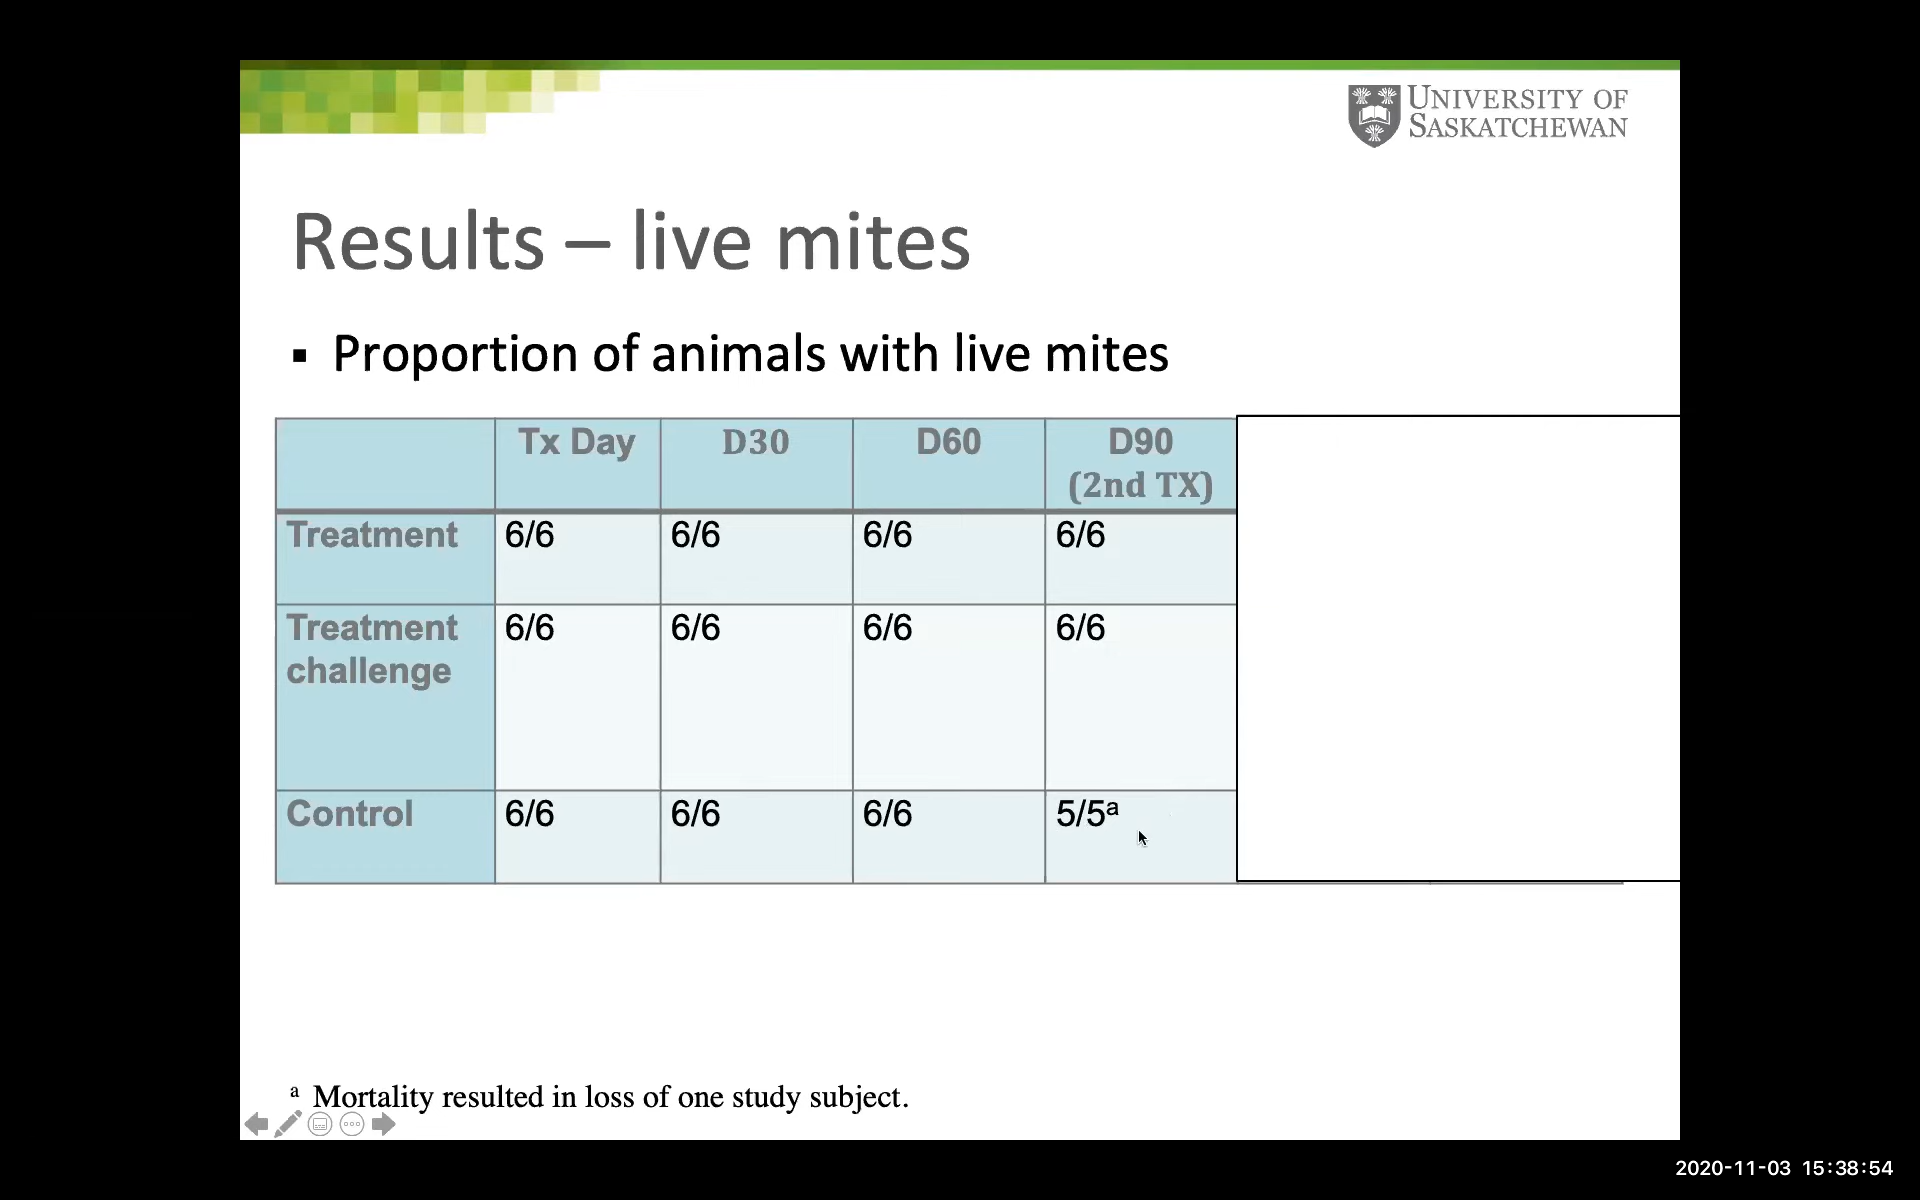 UNIVERSITY OF
SASKATCHEWAN
Results – live mites
▪ Proportion of animals with live mites
Tx Day D30 D60 D90
(2nd TX)
Treatment 6/6 6/6 6/6 6/6
Treatment 6/6 6/6 6/6 6/6
challenge
Control 6/6 6/6 6/6 5/5ᵃ
ᵃ Mortality resulted in loss of one study subject.
2020-11-03 15:38:54